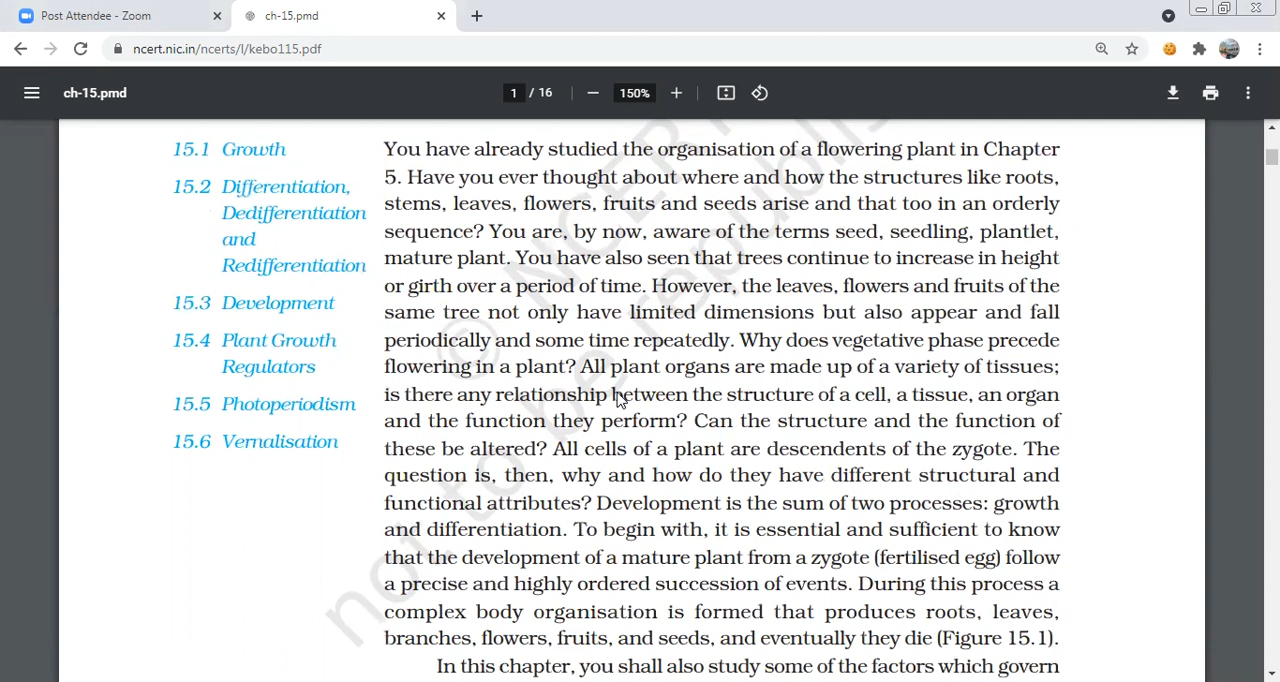 Post Attendee - Zoom
ch-15.pmd
ncert.nic.in/ncerts/l/kebo115.pdf
ch-15.pmd
1 / 16
150%
15.1 Growth
15.2 Differentiation,
Dedifferentiation
and
Redifferentiation
15.3 Development
15.4 Plant Growth
Regulators
15.5 Photoperiodism
15.6 Vernalisation
You have already studied the organisation of a flowering plant in Chapter
5. Have you ever thought about where and how the structures like roots,
stems, leaves, flowers, fruits and seeds arise and that too in an orderly
sequence? You are, by now, aware of the terms seed, seedling, plantlet,
mature plant. You have also seen that trees continue to increase in height
or girth over a period of time. However, the leaves, flowers and fruits of the
same tree not only have limited dimensions but also appear and fall
periodically and some time repeatedly. Why does vegetative phase precede
flowering in a plant? All plant organs are made up of a variety of tissues;
is there any relationship between the structure of a cell, a tissue, an organ
and the function they perform? Can the structure and the function of
these be altered? All cells of a plant are descendents of the zygote. The
question is, then, why and how do they have different structural and
functional attributes? Development is the sum of two processes: growth
and differentiation. To begin with, it is essential and sufficient to know
that the development of a mature plant from a zygote (fertilised egg) follow
a precise and highly ordered succession of events. During this process a
complex body organisation is formed that produces roots, leaves,
branches, flowers, fruits, and seeds, and eventually they die (Figure 15.1).
In this chapter, you shall also study some of the factors which govern
© NCERT
not to be republis